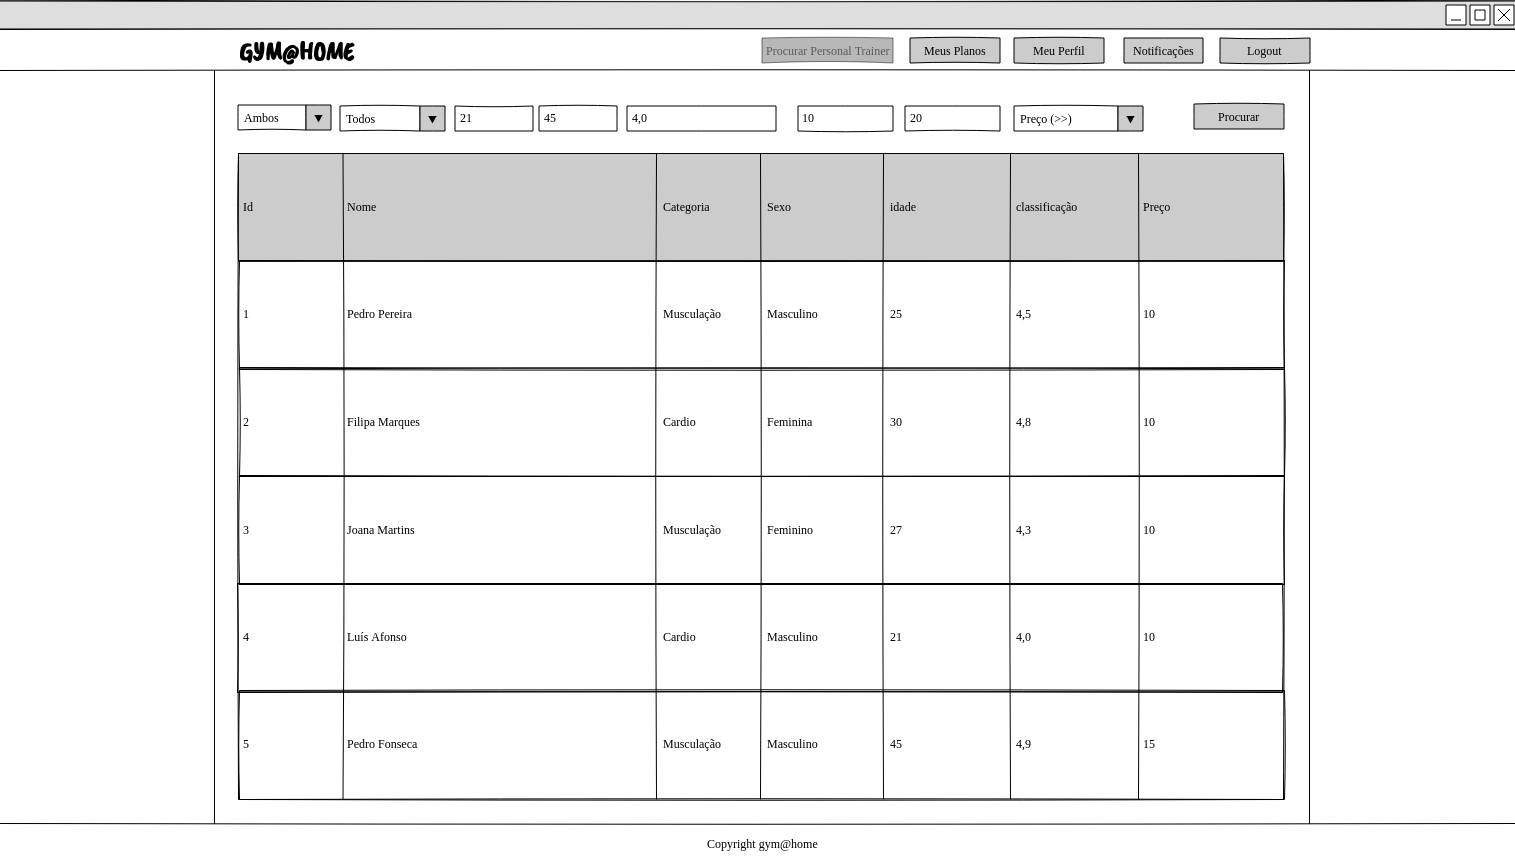 GYM@HOME Procurar Personal Trainer Meus Planos Meu Perfil Notificações Logout
Ambos Todos 21 45 4,0 10 20 Preço (>>) Procurar
Id Nome Categoria Sexo idade classificação Preço
1 Pedro Pereira Musculação Masculino 25 4,5 10
2 Filipa Marques Cardio Feminina 30 4,8 10
3 Joana Martins Musculação Feminino 27 4,3 10
4 Luís Afonso Cardio Masculino 21 4,0 10
5 Pedro Fonseca Musculação Masculino 45 4,9 15
Copyright gym@home